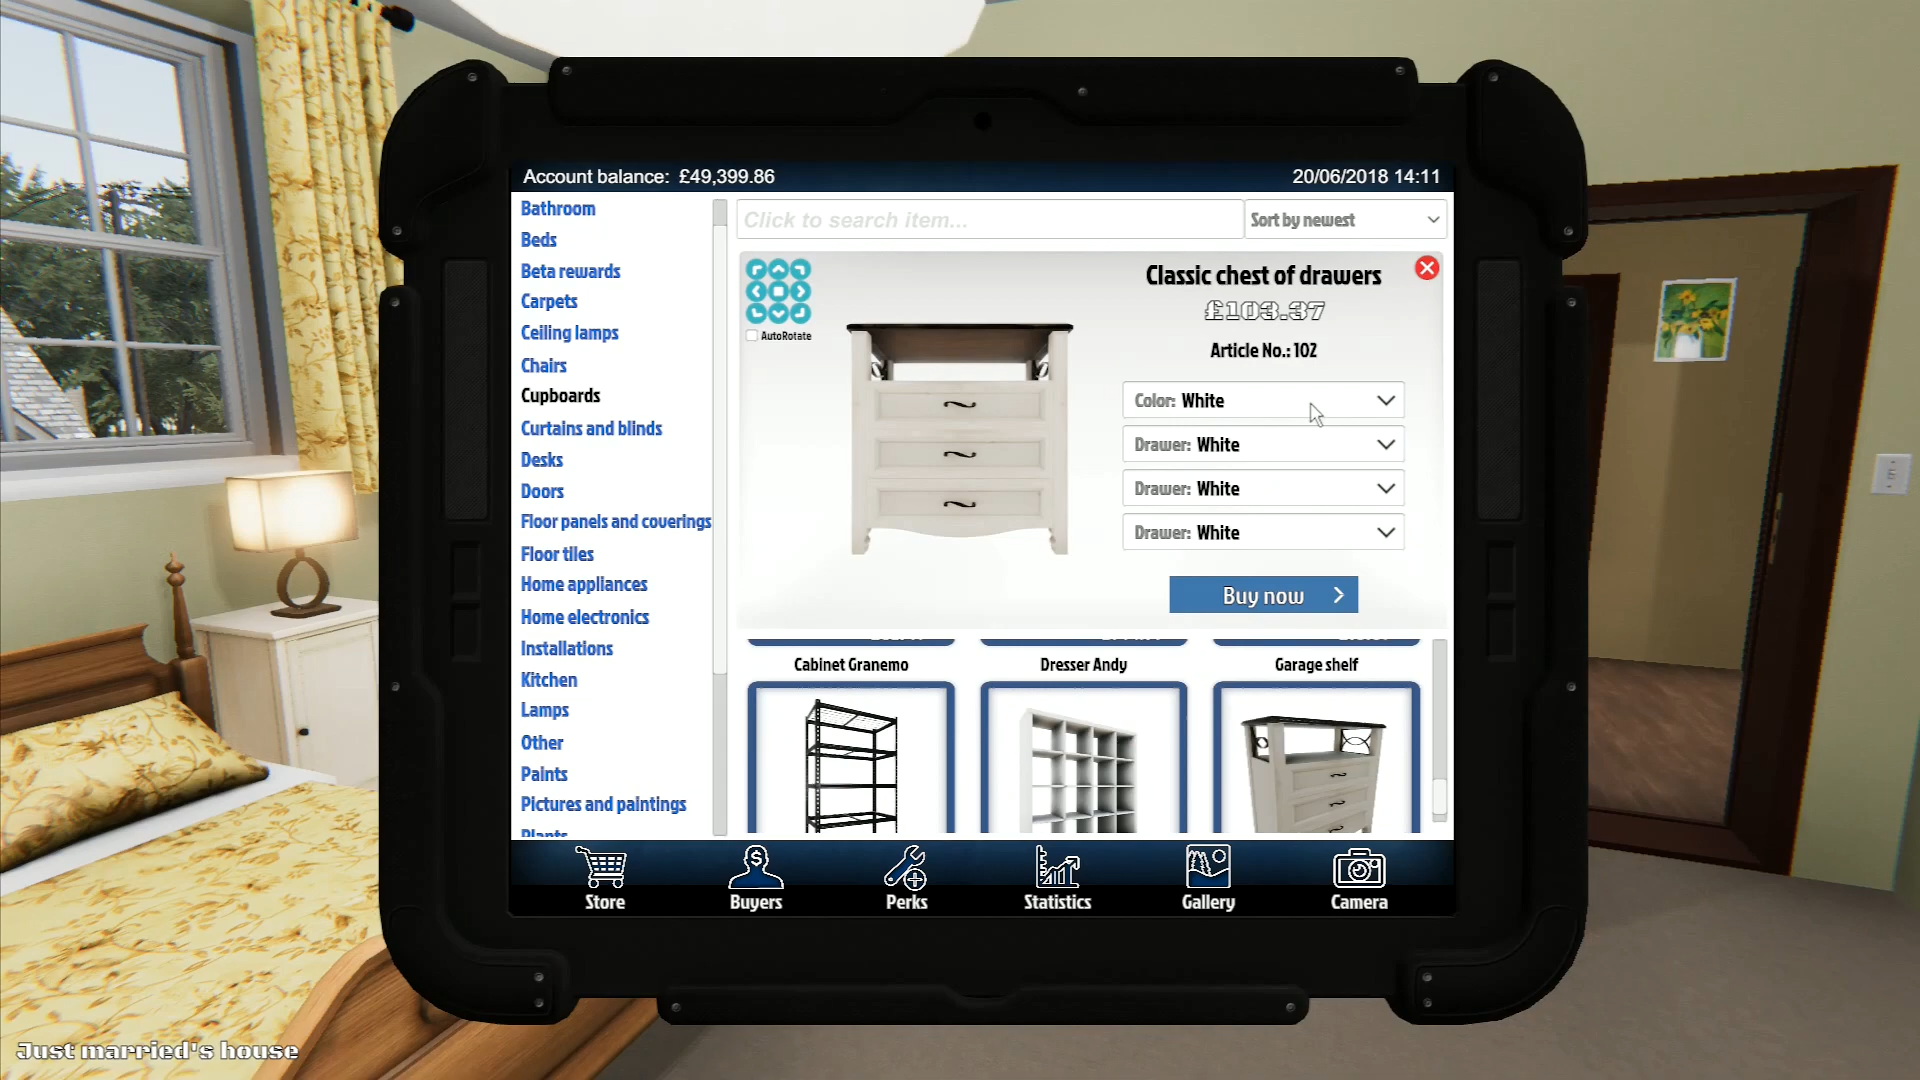 Account balance: £49,399.86
20/06/2018 14:11
Bathroom
Beds
Beta rewards
Carpets
Ceiling lamps
Chairs
Cupboards
Curtains and blinds
Desks
Doors
Floor panels and coverings
Floor tiles
Home appliances
Home electronics
Installations
Kitchen
Lamps
Other
Paints
Pictures and paintings
Plants
Click to search item...
Sort by newest
AutoRotate
Classic chest of drawers
£103.37
Article No.: 102
Color: White
Drawer: White
Drawer: White
Drawer: White
Buy now
Cabinet Granemo
Dresser Andy
Garage shelf
Store
Buyers
Perks
Statistics
Gallery
Camera
Just married's house